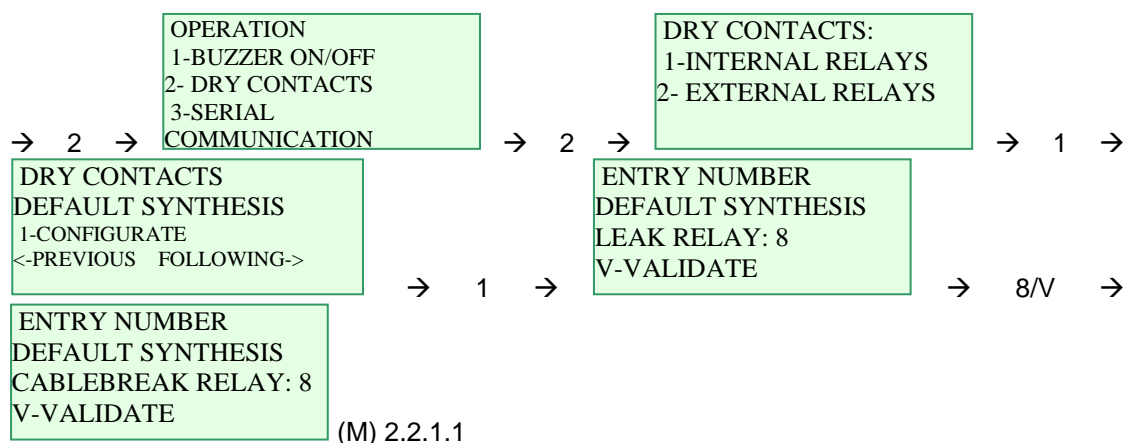 OPERATION
1-BUZZER ON/OFF
2- DRY CONTACTS
3-SERIAL
COMMUNICATION
DRY CONTACTS:
1-INTERNAL RELAYS
2- EXTERNAL RELAYS
→ 2 → → 2 → → 1 →
DRY CONTACTS
DEFAULT SYNTHESIS
1-CONFIGURATE
<-PREVIOUS FOLLOWING->
ENTRY NUMBER
DEFAULT SYNTHESIS
LEAK RELAY: 8
V-VALIDATE
→ 1 → → 8/V →
ENTRY NUMBER
DEFAULT SYNTHESIS
CABLEBREAK RELAY: 8
V-VALIDATE
(M) 2.2.1.1